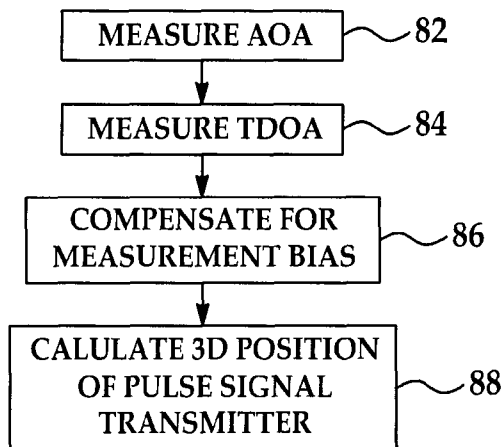 MEASURE AOA
82
MEASURE TDOA
84
COMPENSATE FOR
MEASUREMENT BIAS
86
CALULATE 3D POSITION
OF PULSE SIGNAL
TRANSMITTER
88